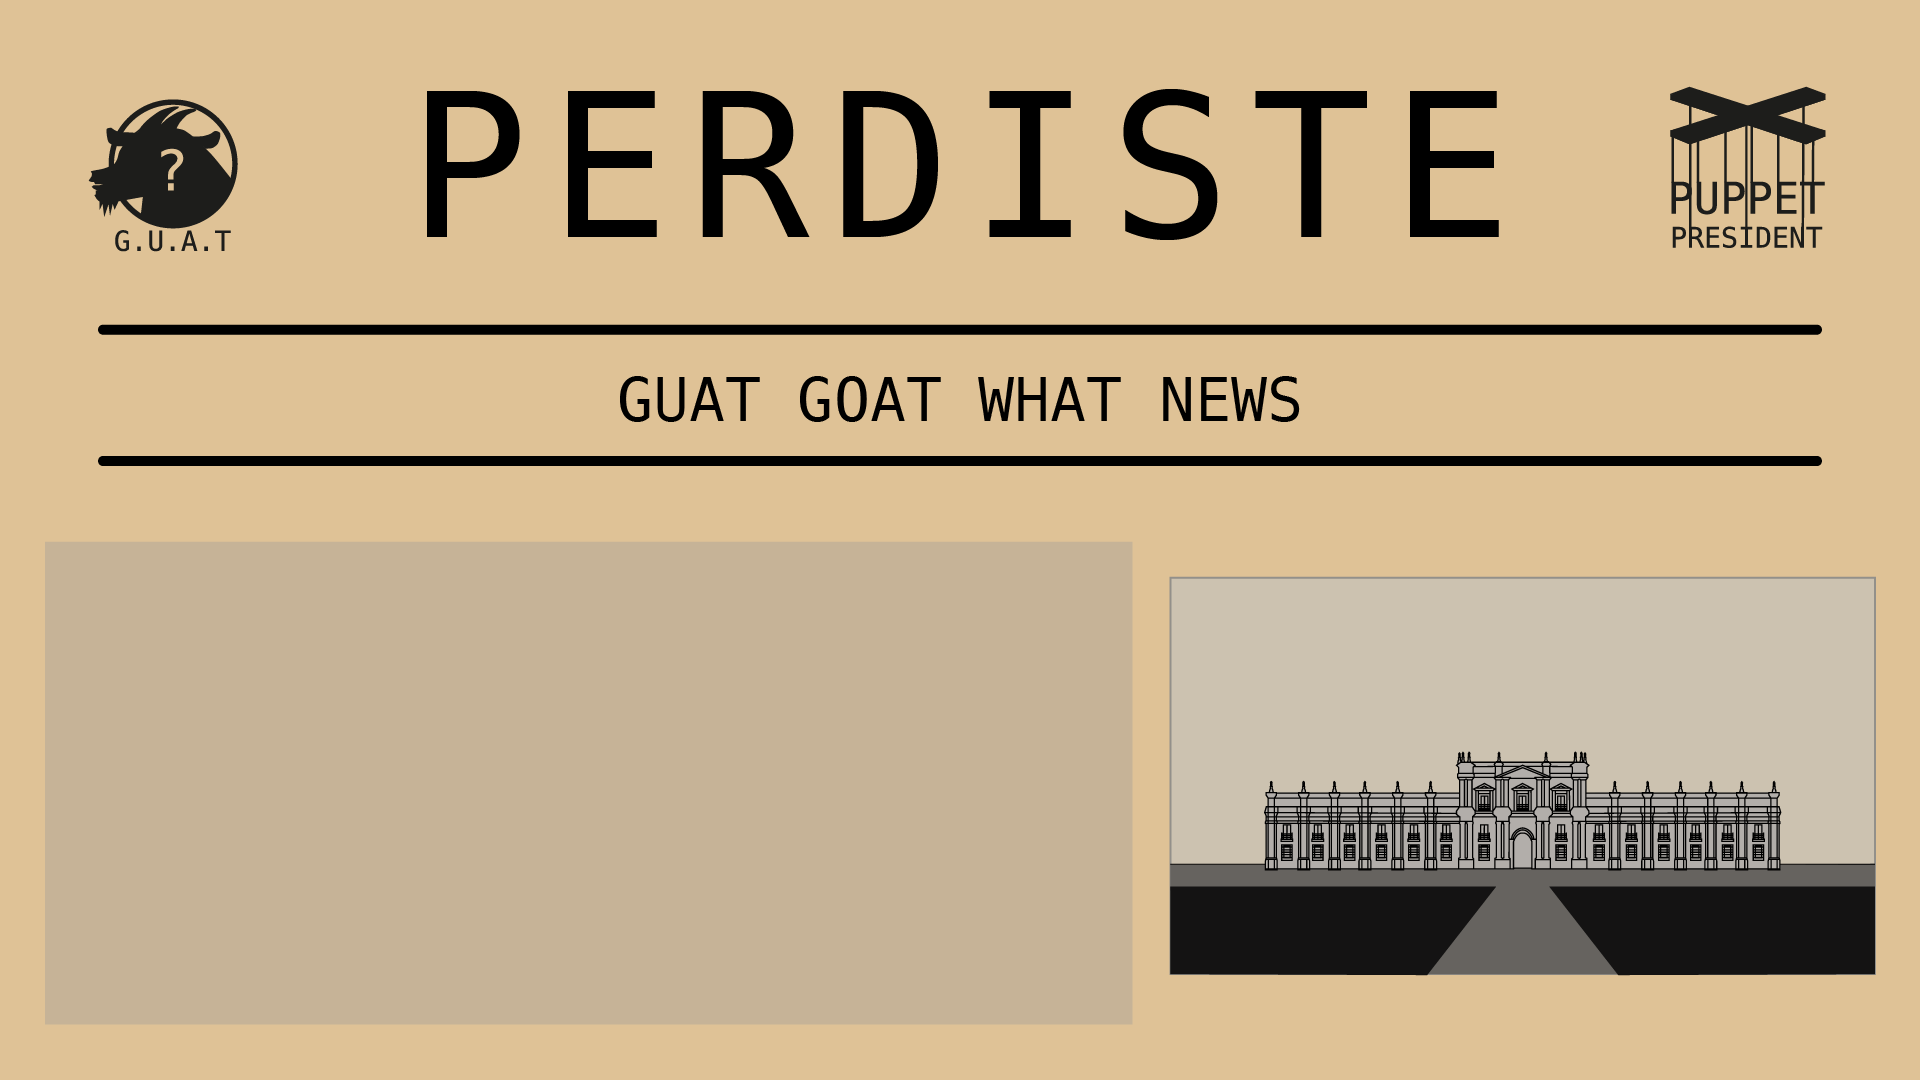 PERDISTE
?
G.U.A.T
PUPPET
PRESIDENT
GUAT GOAT WHAT NEWS